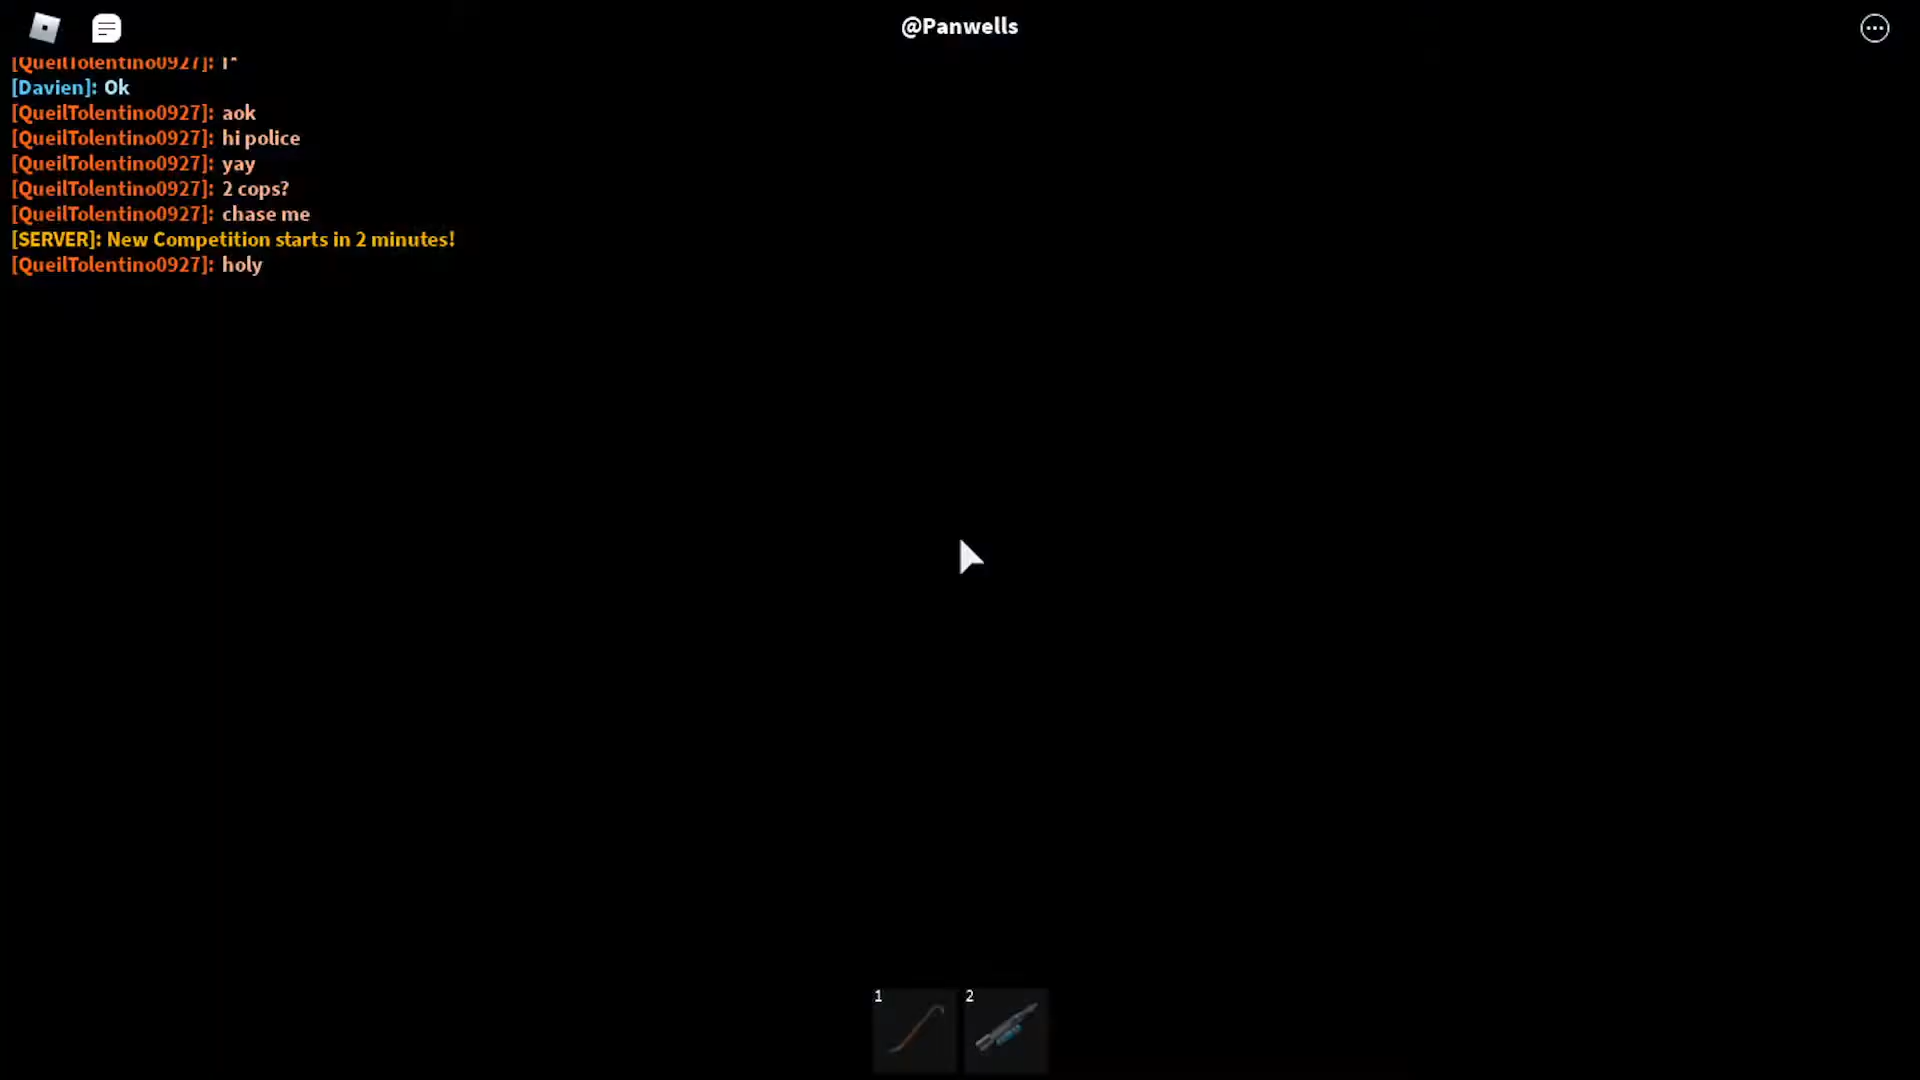 @Panwells
[QueilTolentino0927]: r*
[Davien]: Ok
[QueilTolentino0927]: aok
[QueilTolentino0927]: hi police
[QueilTolentino0927]: yay
[QueilTolentino0927]: 2 cops?
[QueilTolentino0927]: chase me
[SERVER]: New Competition starts in 2 minutes!
[QueilTolentino0927]: holy
1 2